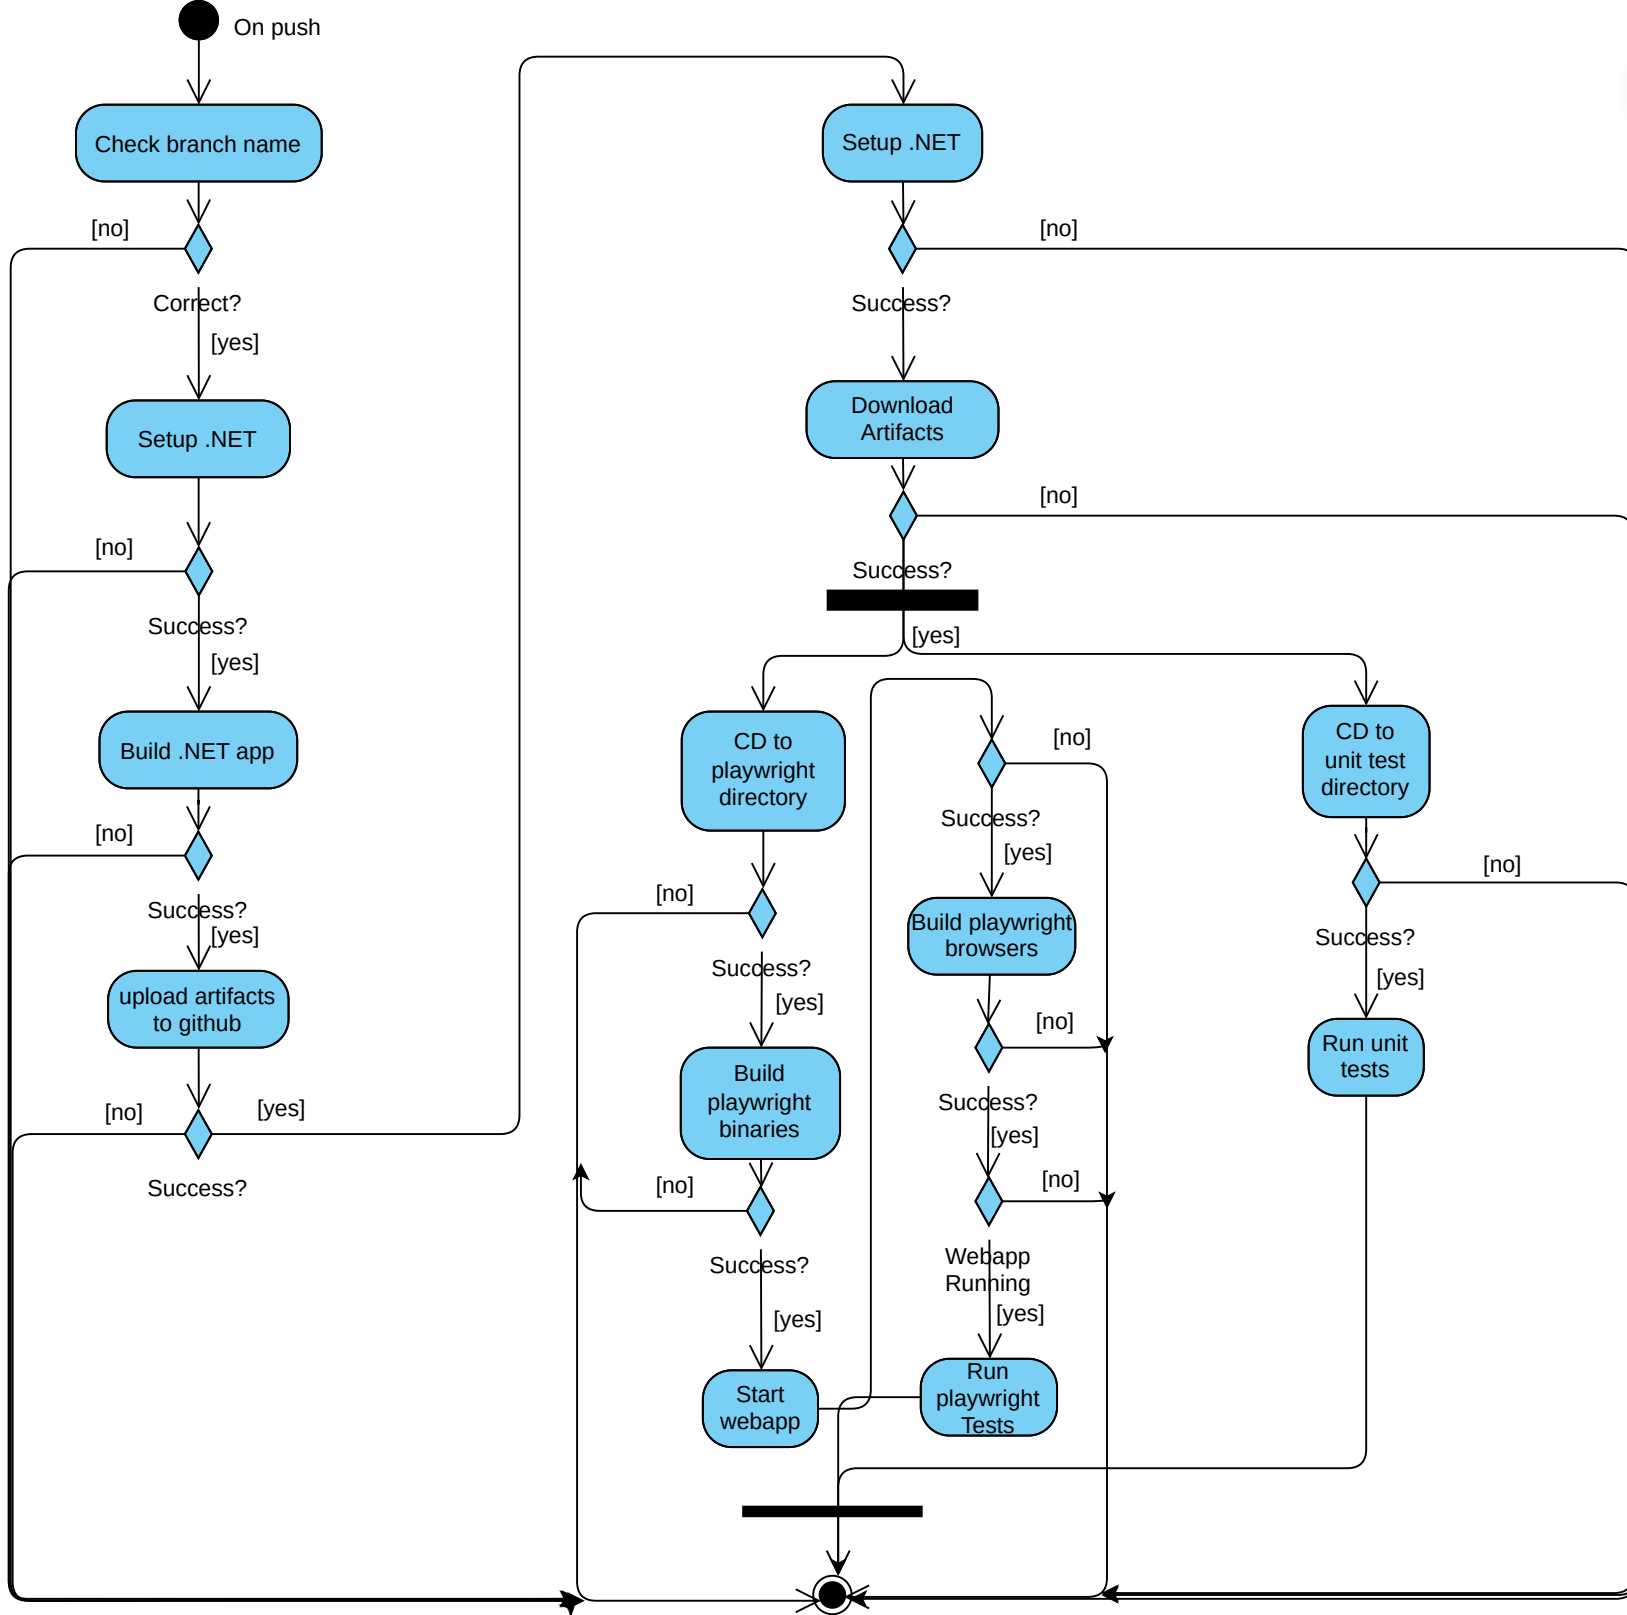 On push
Check branch name
[no]
Correct?
[yes]
Setup .NET
[no]
Success?
[yes]
Build .NET app
[no]
Success?
[yes]
upload artifacts
to github
[no]
[yes]
Success?
Setup .NET
[no]
Success?
Download
Artifacts
[no]
Success?
[yes]
CD to
playwright
directory
[no]
Success?
[yes]
Build
playwright
binaries
[no]
Success?
[yes]
Start
webapp
[no]
Success?
[yes]
Build playwright
browsers
[no]
Success?
[yes]
[no]
Webapp
Running
[yes]
Run
playwright
Tests
CD to
unit test
directory
[no]
Success?
[yes]
Run unit
tests